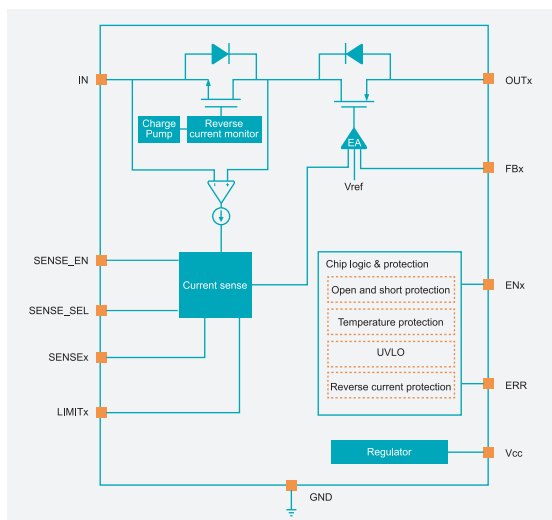 IN
OUTx
Charge
Pump
Reverse
current monitor
EA
FBx
Vref
- +
SENSE_EN
Current sense
Chip logic & protection
ENx
Open and short protection
SENSE_SEL
Temperature protection
UVLO
SENSEx
Reverse current protection
ERR
LIMITx
Regulator
Vcc
GND